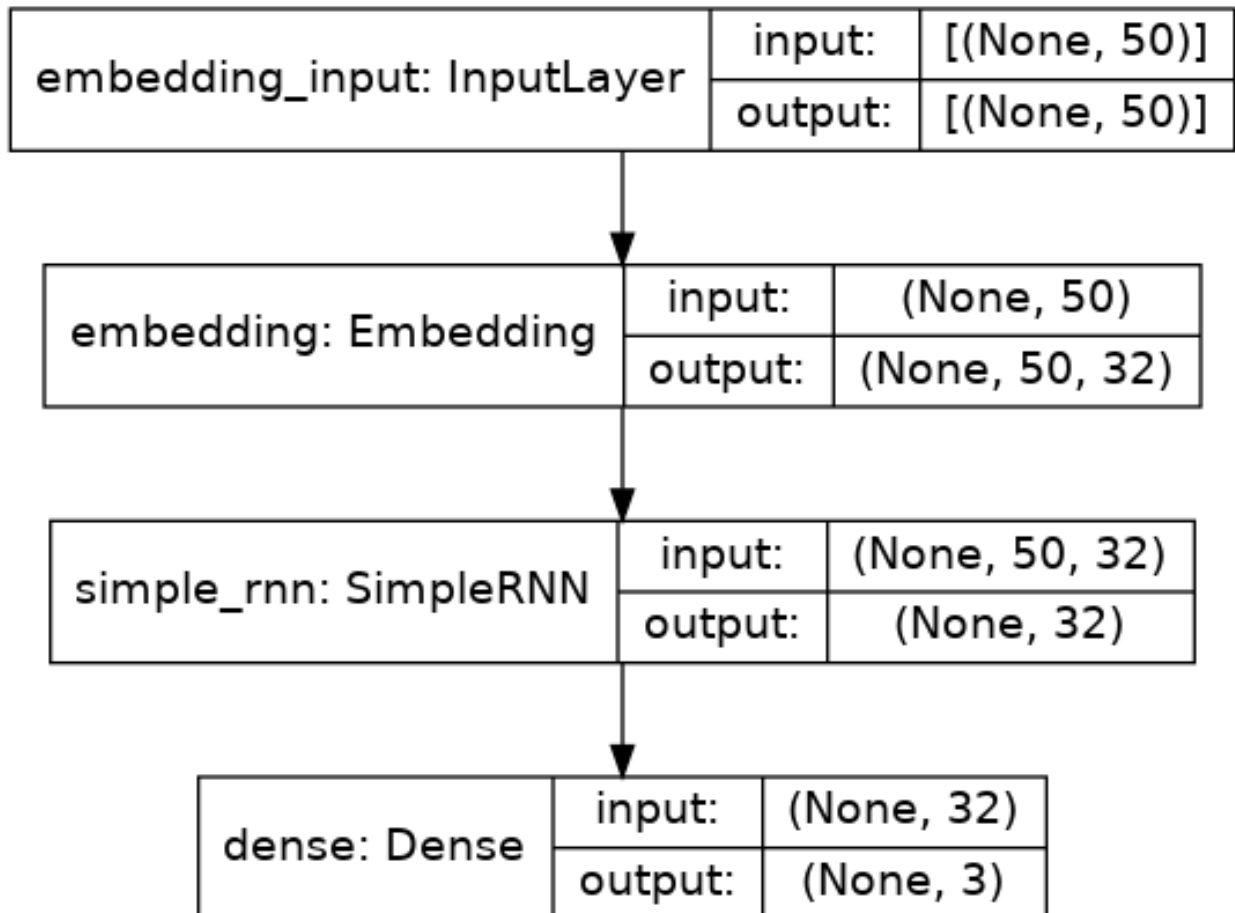 embedding_input: InputLayer
input: [(None, 50)]
output: [(None, 50)]
embedding: Embedding
input: (None, 50)
output: (None, 50, 32)
simple_rnn: SimpleRNN
input: (None, 50, 32)
output: (None, 32)
dense: Dense
input: (None, 32)
output: (None, 3)